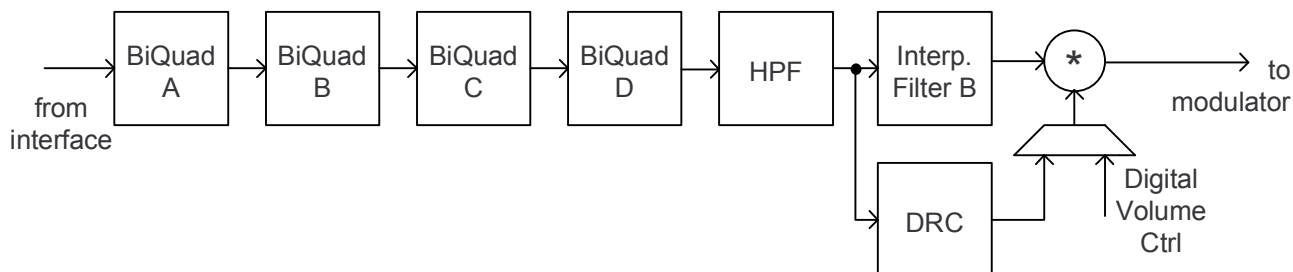 from
interface
BiQuad
A
BiQuad
B
BiQuad
C
BiQuad
D
HPF
Interp.
Filter B
*
to
modulator
DRC
Digital
Volume
Ctrl